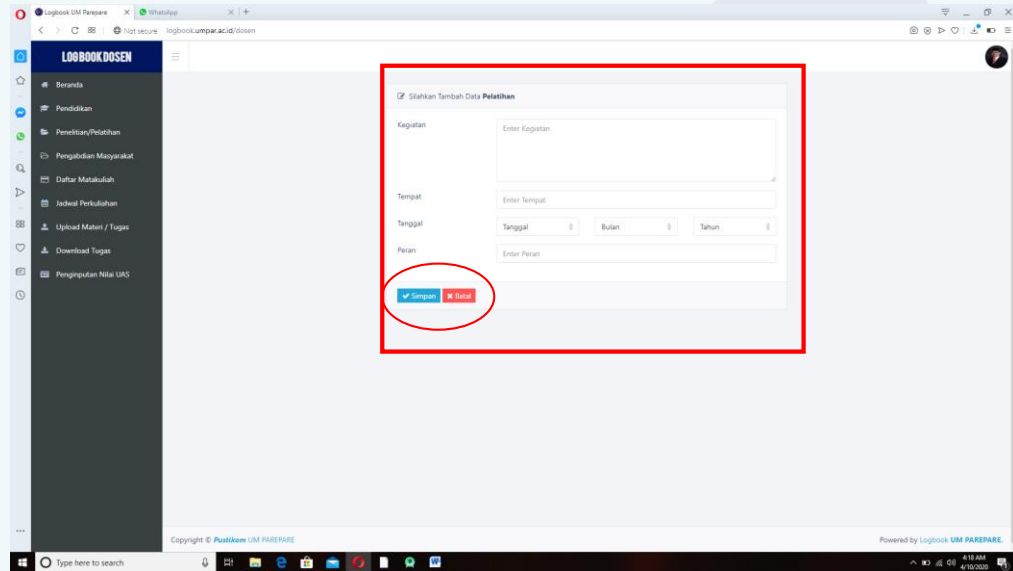 Logbook UM Parepare
WhatsApp
Not secure logbook.umpar.ac.id/dosen
LOGBOOK DOSEN
Beranda
Pendidikan
Penelitian/Pelatihan
Pengabdian Masyarakat
Daftar Matakuliah
Jadwal Perkuliahan
Upload Materi / Tugas
Download Tugas
Penginputan Nilai UAS
Silahkan Tambah Data Pelatihan
Kegiatan
Enter Kegiatan
Tempat
Enter Tempat
Tanggal
Tanggal Bulan Tahun
Peran
Enter Peran
Simpan Batal
Copyright © Pustikom UM PAREPARE
Powered by Logbook UM PAREPARE.
Type here to search
4:18 AM
4/10/2020